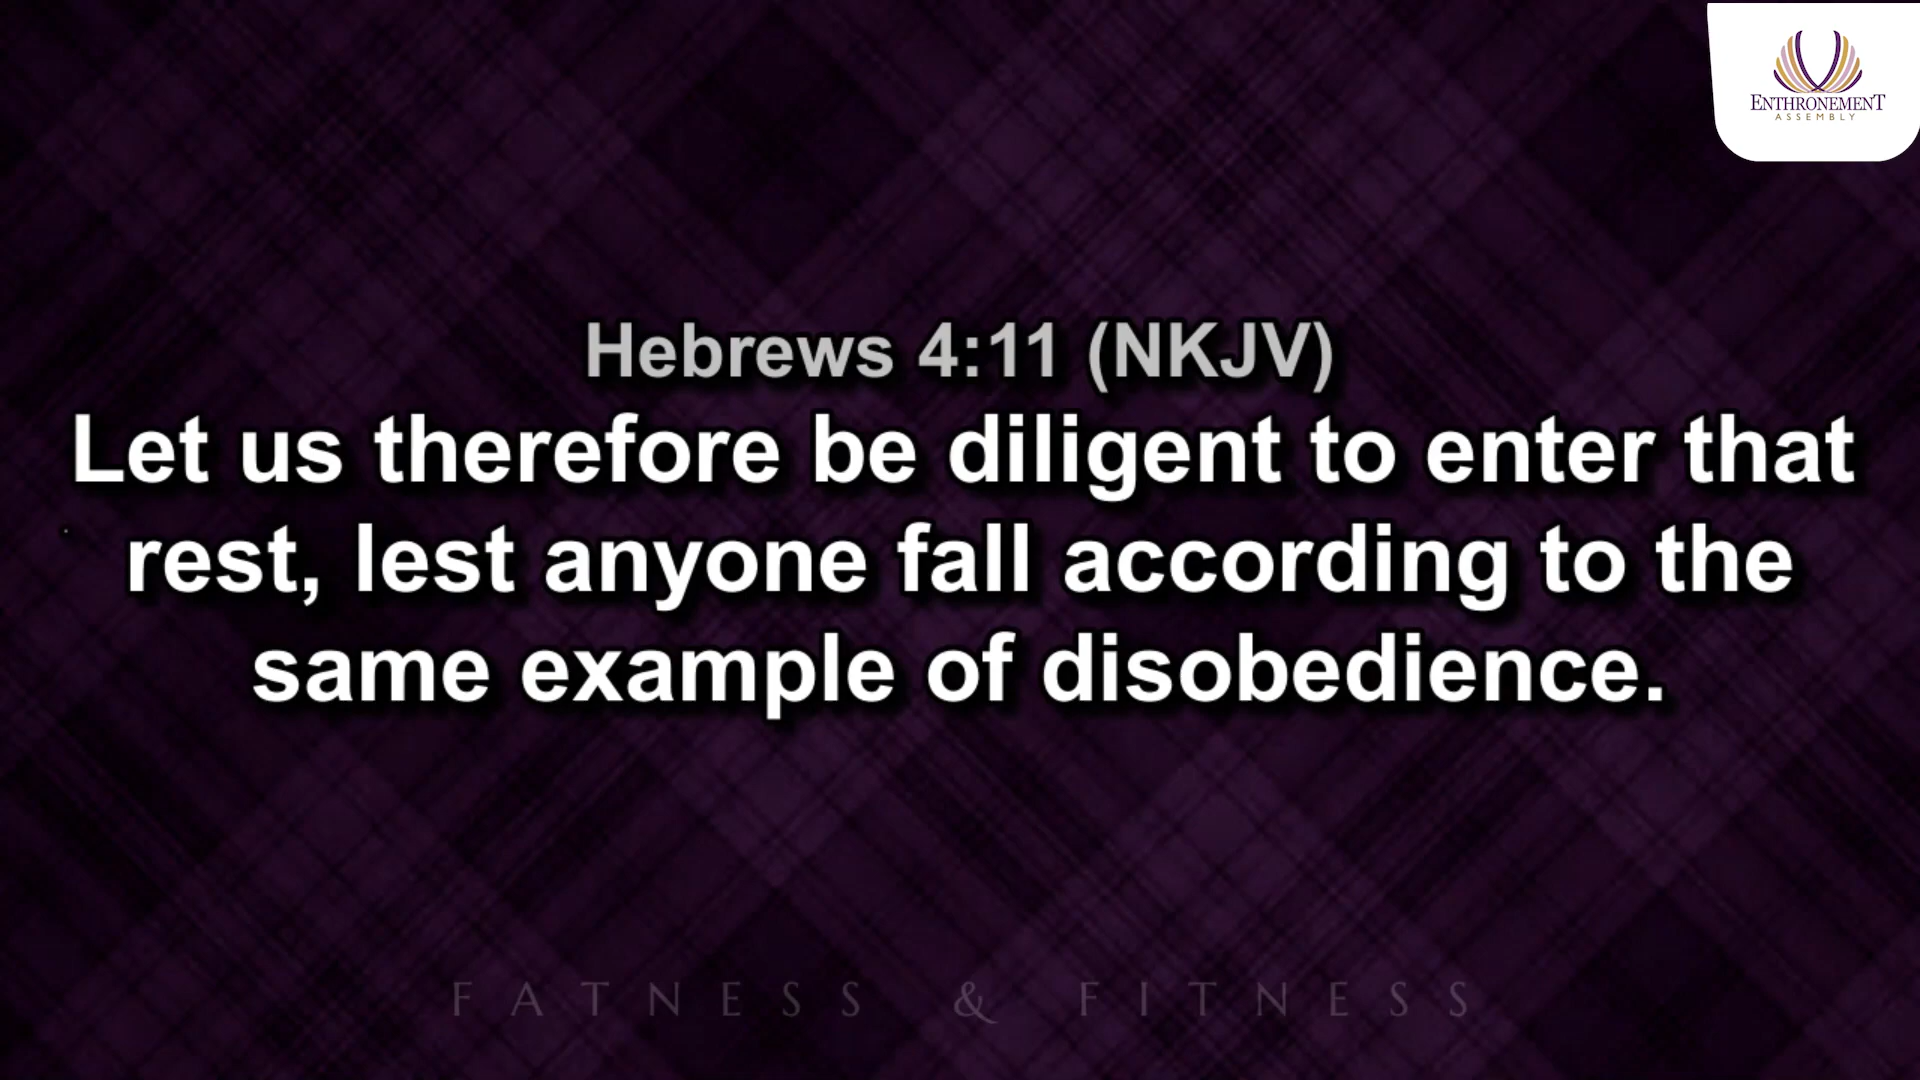 ENTHRONEMENT
ASSEMBLY
Hebrews 4:11 (NKJV)
Let us therefore be diligent to enter that
rest, lest anyone fall according to the
same example of disobedience.
FATNESS & FITNESS